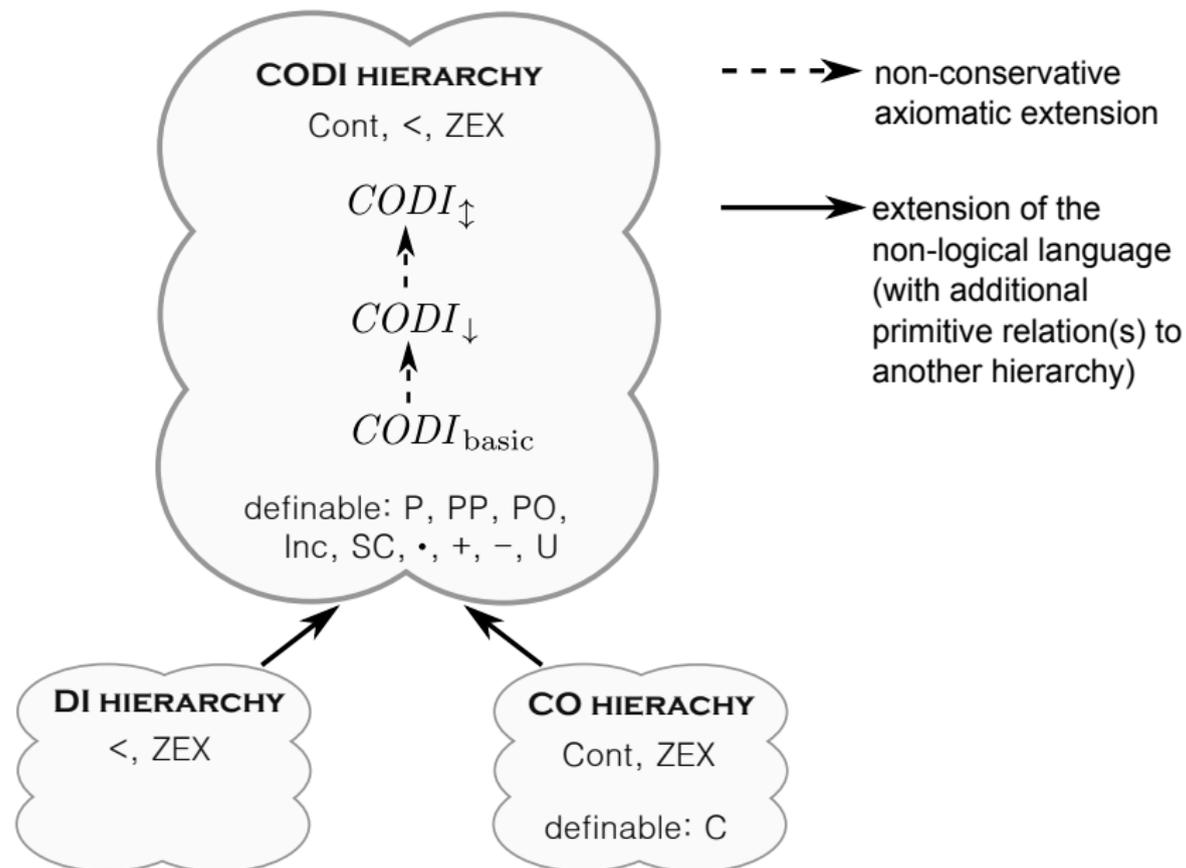 CODI HIERARCHY
Cont, <, ZEX
CODI↕
CODI↓
CODIbasic
definable: P, PP, PO,
Inc, SC, •, +, −, U
non-conservative
axiomatic extension
extension of the
non-logical language
(with additional
primitive relation(s) to
another hierarchy)
DI HIERARCHY
<, ZEX
CO HIERACHY
Cont, ZEX
definable: C